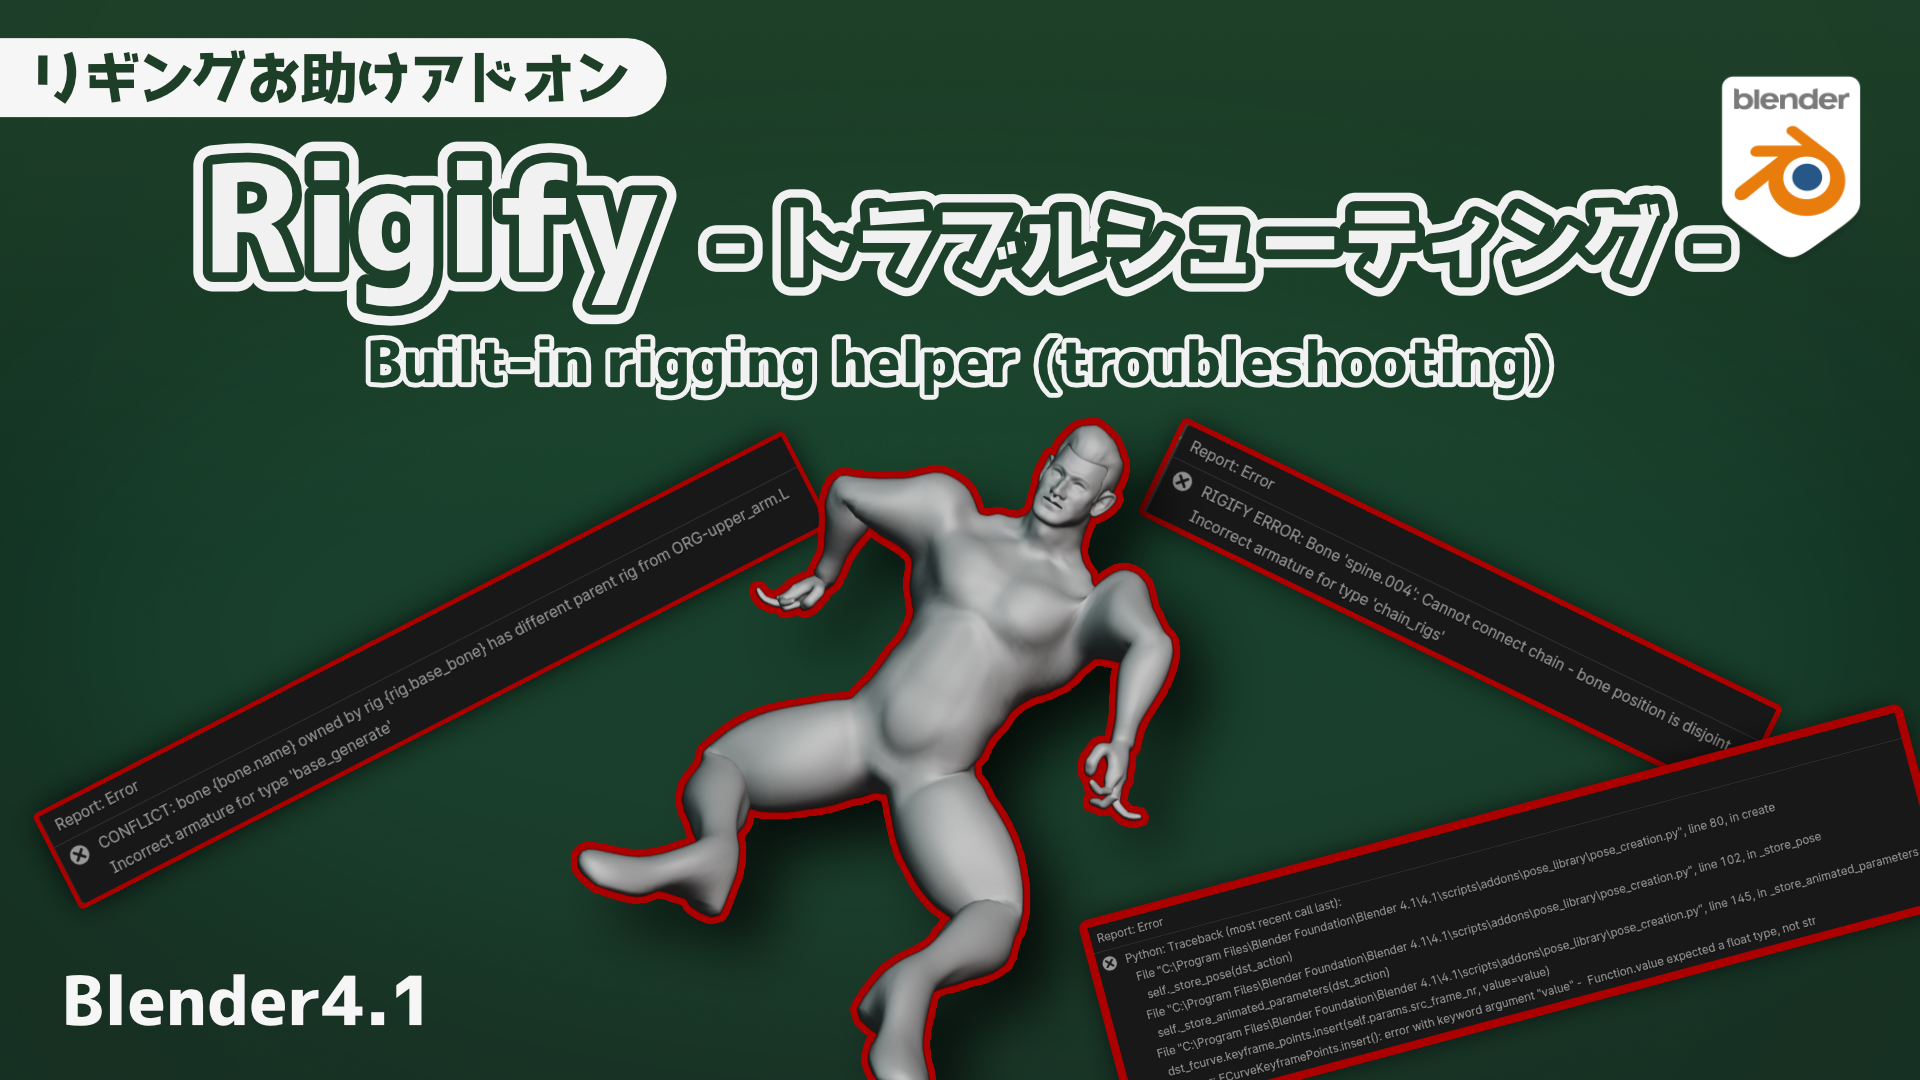 リギングお助けアドオン
blender
Rigify - トラブルシューティング -
Built-in rigging helper (troubleshooting)
Report: Error
CONFLICT: bone {bone.name} owned by rig {rig.base_bone} has different parent rig from ORG-upper_arm.L
Incorrect armature for type 'base_generate'
Report: Error
RIGIFY ERROR: Bone 'spine.004': Cannot connect chain - bone position is disjoint
Incorrect armature for type 'chain_rigs'
Report: Error
Python: Traceback (most recent call last):
File "C:\Program Files\Blender Foundation\Blender 4.1\4.1\scripts\addons\pose_library\pose_creation.py", line 80, in create
self._store_pose(dst_action)
File "C:\Program Files\Blender Foundation\Blender 4.1\4.1\scripts\addons\pose_library\pose_creation.py", line 102, in _store_pose
self._store_animated_parameters(dst_action)
File "C:\Program Files\Blender Foundation\Blender 4.1\4.1\scripts\addons\pose_library\pose_creation.py", line 145, in _store_animated_parameters
dst_fcurve.keyframe_points.insert(self.params.src_frame_nr, value=value)
FCurveKeyframePoints.insert(): error with keyword argument "value" - Function.value expected a float type, not str
Blender4.1